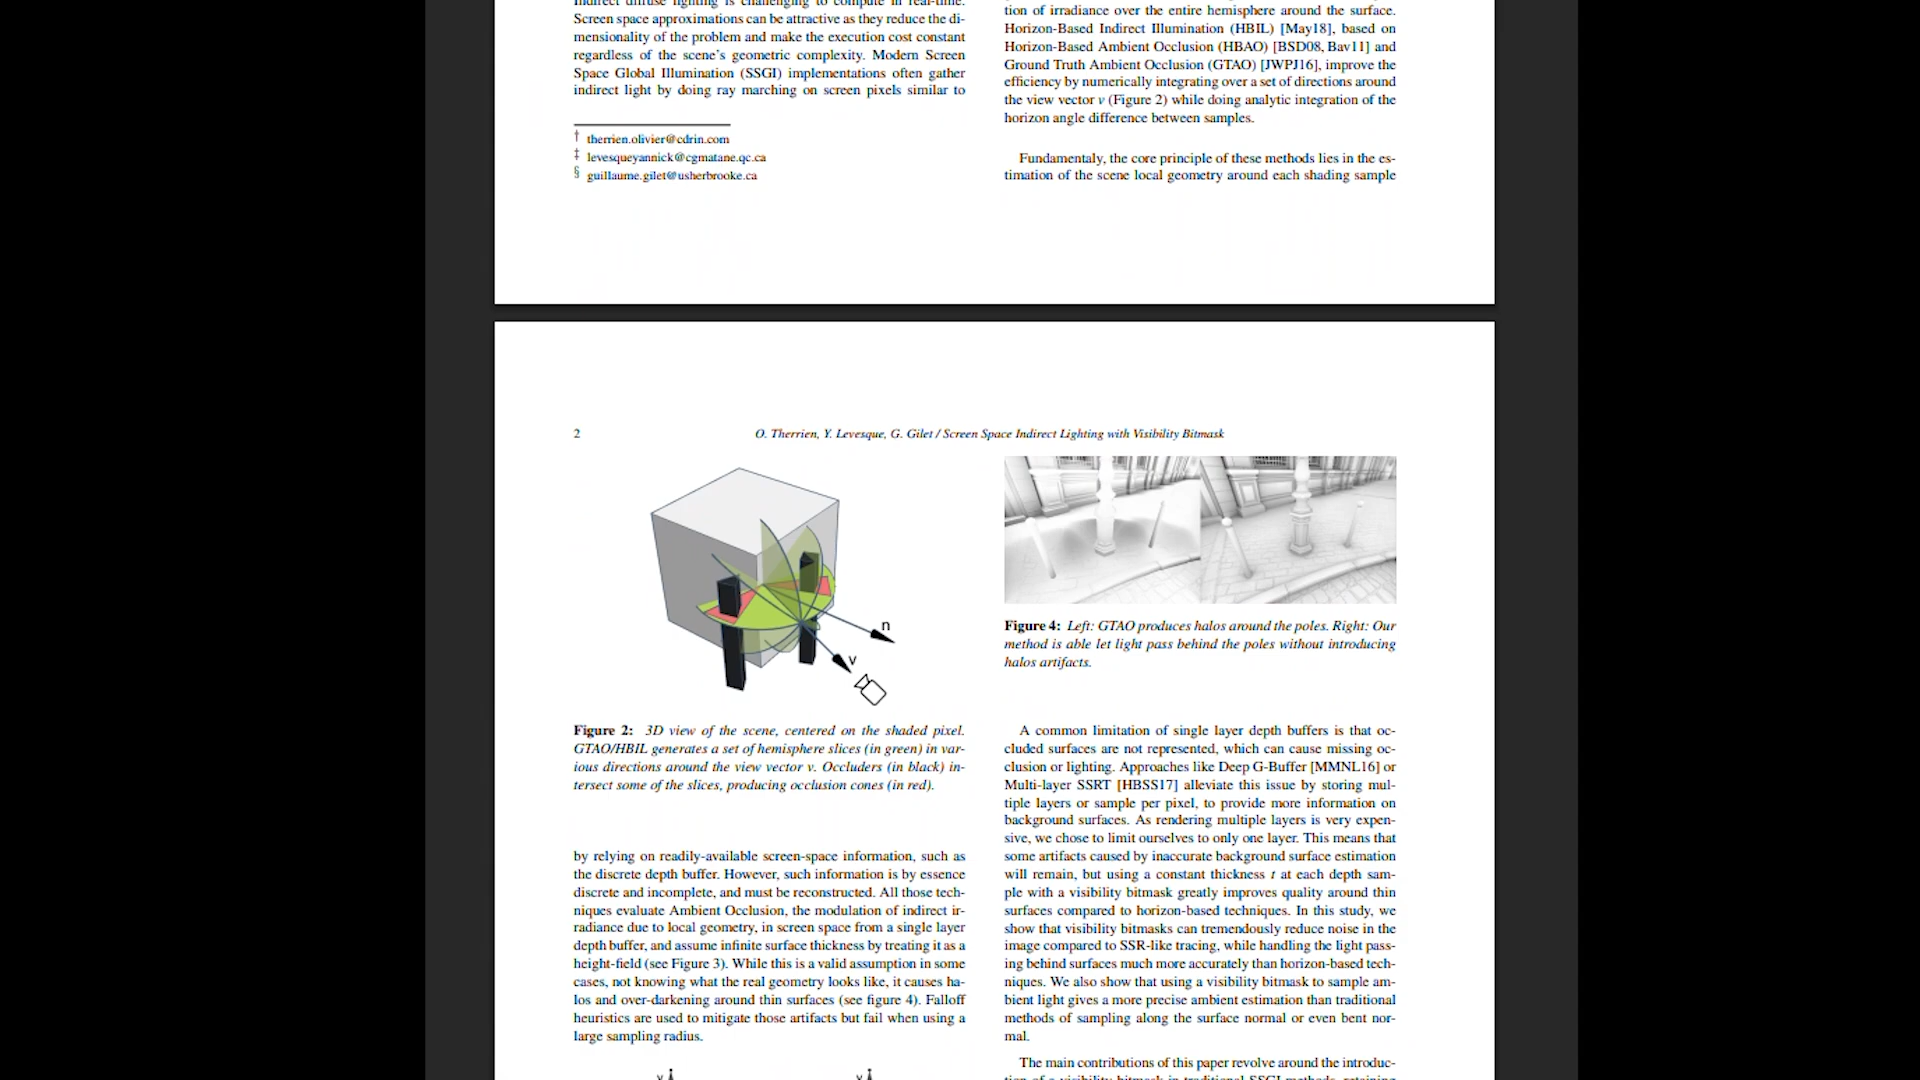 Indirect diffuse lighting is challenging to compute in real-time.
Screen space approximations can be attractive as they reduce the di-
mensionality of the problem and make the execution cost constant
regardless of the scene's geometric complexity. Modern Screen
Space Global Illumination (SSGI) implementations often gather
indirect light by doing ray marching on screen pixels similar to
† therrien.olivier@cdrin.com
‡ levesqueyannick@cgmatane.qc.ca
§ guillaume.gilet@usherbrooke.ca
tion of irradiance over the entire hemisphere around the surface.
Horizon-Based Indirect Illumination (HBIL) [May18], based on
Horizon-Based Ambient Occlusion (HBAO) [BSD08, Bav11] and
Ground Truth Ambient Occlusion (GTAO) [JWPJ16], improve the
efficiency by numerically integrating over a set of directions around
the view vector v (Figure 2) while doing analytic integration of the
horizon angle difference between samples.
Fundamentaly, the core principle of these methods lies in the es-
timation of the scene local geometry around each shading sample
2
O. Therrien, Y. Levesque, G. Gilet / Screen Space Indirect Lighting with Visibility Bitmask
n
v
Figure 2: 3D view of the scene, centered on the shaded pixel.
GTAO/HBIL generates a set of hemisphere slices (in green) in var-
ious directions around the view vector v. Occluders (in black) in-
tersect some of the slices, producing occlusion cones (in red).
by relying on readily-available screen-space information, such as
the discrete depth buffer. However, such information is by essence
discrete and incomplete, and must be reconstructed. All those tech-
niques evaluate Ambient Occlusion, the modulation of indirect ir-
radiance due to local geometry, in screen space from a single layer
depth buffer, and assume infinite surface thickness by treating it as a
height-field (see Figure 3). While this is a valid assumption in some
cases, not knowing what the real geometry looks like, it causes ha-
los and over-darkening around thin surfaces (see figure 4). Falloff
heuristics are used to mitigate those artifacts but fail when using a
large sampling radius.
v
v
Figure 4: Left: GTAO produces halos around the poles. Right: Our
method is able let light pass behind the poles without introducing
halos artifacts.
A common limitation of single layer depth buffers is that oc-
cluded surfaces are not represented, which can cause missing oc-
clusion or lighting. Approaches like Deep G-Buffer [MMNL16] or
Multi-layer SSRT [HBSS17] alleviate this issue by storing mul-
tiple layers or sample per pixel, to provide more information on
background surfaces. As rendering multiple layers is very expen-
sive, we chose to limit ourselves to only one layer. This means that
some artifacts caused by inaccurate background surface estimation
will remain, but using a constant thickness t at each depth sam-
ple with a visibility bitmask greatly improves quality around thin
surfaces compared to horizon-based techniques. In this study, we
show that visibility bitmasks can tremendously reduce noise in the
image compared to SSR-like tracing, while handling the light pass-
ing behind surfaces much more accurately than horizon-based tech-
niques. We also show that using a visibility bitmask to sample am-
bient light gives a more precise ambient estimation than traditional
methods of sampling along the surface normal or even bent nor-
mal.
The main contributions of this paper revolve around the introduc-
tion of a visibility bitmask in traditional SSGI methods, retaining